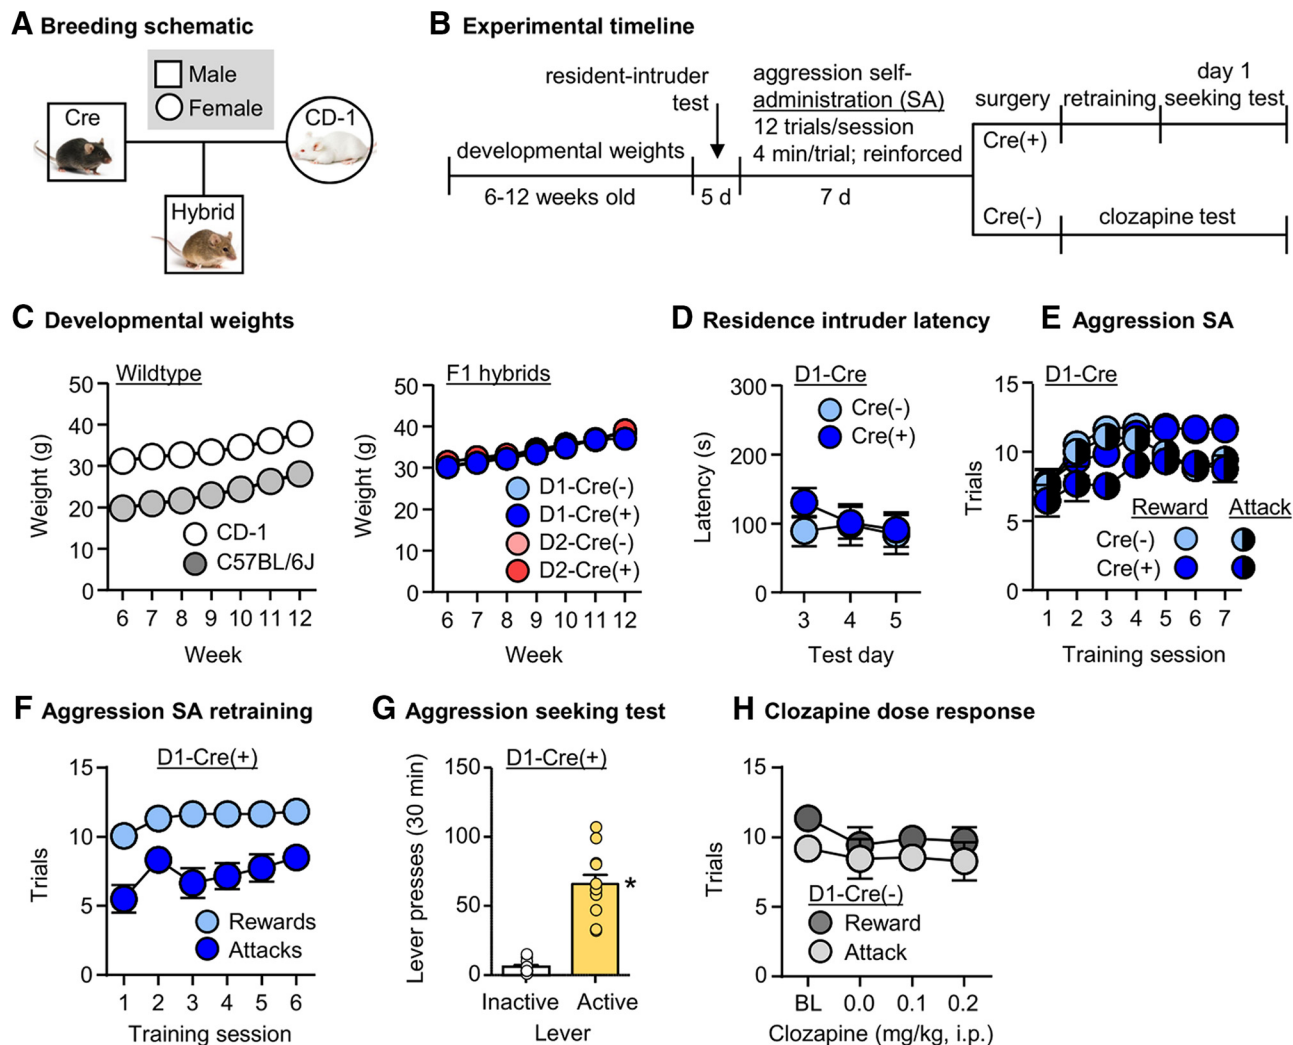 A Breeding schematic
Male
Female
Cre
CD-1
Hybrid
B Experimental timeline
resident-intruder
test
aggression self-
administration (SA)
12 trials/session
4 min/trial; reinforced
developmental weights
6-12 weeks old
5 d
7 d
day 1
surgery retraining seeking test
Cre(+)
Cre(-)
clozapine test
C Developmental weights
Wildtype
50
40
30
20
10
0
Weight (g)
CD-1
C57BL/6J
6 7 8 9 10 11 12
Week
F1 hybrids
50
40
30
20
10
0
Weight (g)
D1-Cre(-)
D1-Cre(+)
D2-Cre(-)
D2-Cre(+)
6 7 8 9 10 11 12
Week
D Residence intruder latency
D1-Cre
Cre(-)
Cre(+)
300
200
100
0
Latency (s)
3 4 5
Test day
E Aggression SA
D1-Cre
15
10
5
0
Trials
Reward Attack
Cre(-)
Cre(+)
1 2 3 4 5 6 7
Training session
F Aggression SA retraining
D1-Cre(+)
15
10
5
0
Trials
Rewards
Attacks
1 2 3 4 5 6
Training session
G Aggression seeking test
D1-Cre(+)
150
100
50
0
Lever presses (30 min)
*
Inactive Active
Lever
H Clozapine dose response
15
10
5
0
Trials
D1-Cre(-)
Reward
Attack
BL 0.0 0.1 0.2
Clozapine (mg/kg, i.p.)